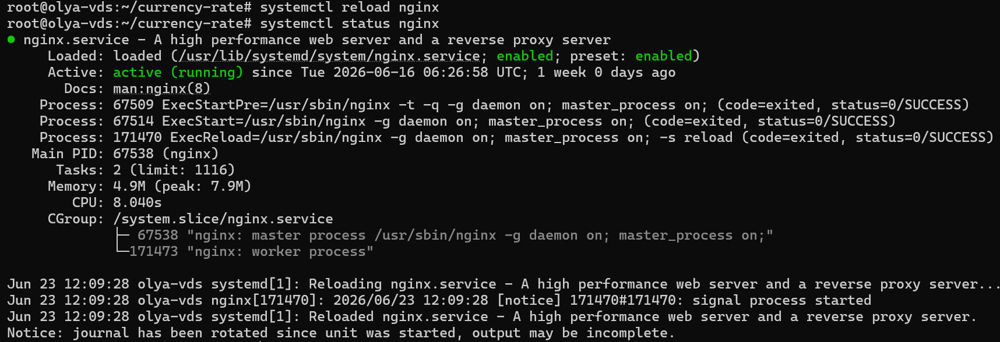 root@olya-vds:~/currency-rate# systemctl reload nginx
root@olya-vds:~/currency-rate# systemctl status nginx
● nginx.service - A high performance web server and a reverse proxy server
     Loaded: loaded (/usr/lib/systemd/system/nginx.service; enabled; preset: enabled)
     Active: active (running) since Tue 2026-06-16 06:26:58 UTC; 1 week 0 days ago
       Docs: man:nginx(8)
    Process: 67509 ExecStartPre=/usr/sbin/nginx -t -q -g daemon on; master_process on; (code=exited, status=0/SUCCESS)
    Process: 67514 ExecStart=/usr/sbin/nginx -g daemon on; master_process on; (code=exited, status=0/SUCCESS)
    Process: 171470 ExecReload=/usr/sbin/nginx -g daemon on; master_process on; -s reload (code=exited, status=0/SUCCESS)
   Main PID: 67538 (nginx)
      Tasks: 2 (limit: 1116)
     Memory: 4.9M (peak: 7.9M)
        CPU: 8.040s
     CGroup: /system.slice/nginx.service
             ├─ 67538 "nginx: master process /usr/sbin/nginx -g daemon on; master_process on;"
             └─171473 "nginx: worker process"

Jun 23 12:09:28 olya-vds systemd[1]: Reloading nginx.service - A high performance web server and a reverse proxy server...
Jun 23 12:09:28 olya-vds nginx[171470]: 2026/06/23 12:09:28 [notice] 171470#171470: signal process started
Jun 23 12:09:28 olya-vds systemd[1]: Reloaded nginx.service - A high performance web server and a reverse proxy server.
Notice: journal has been rotated since unit was started, output may be incomplete.